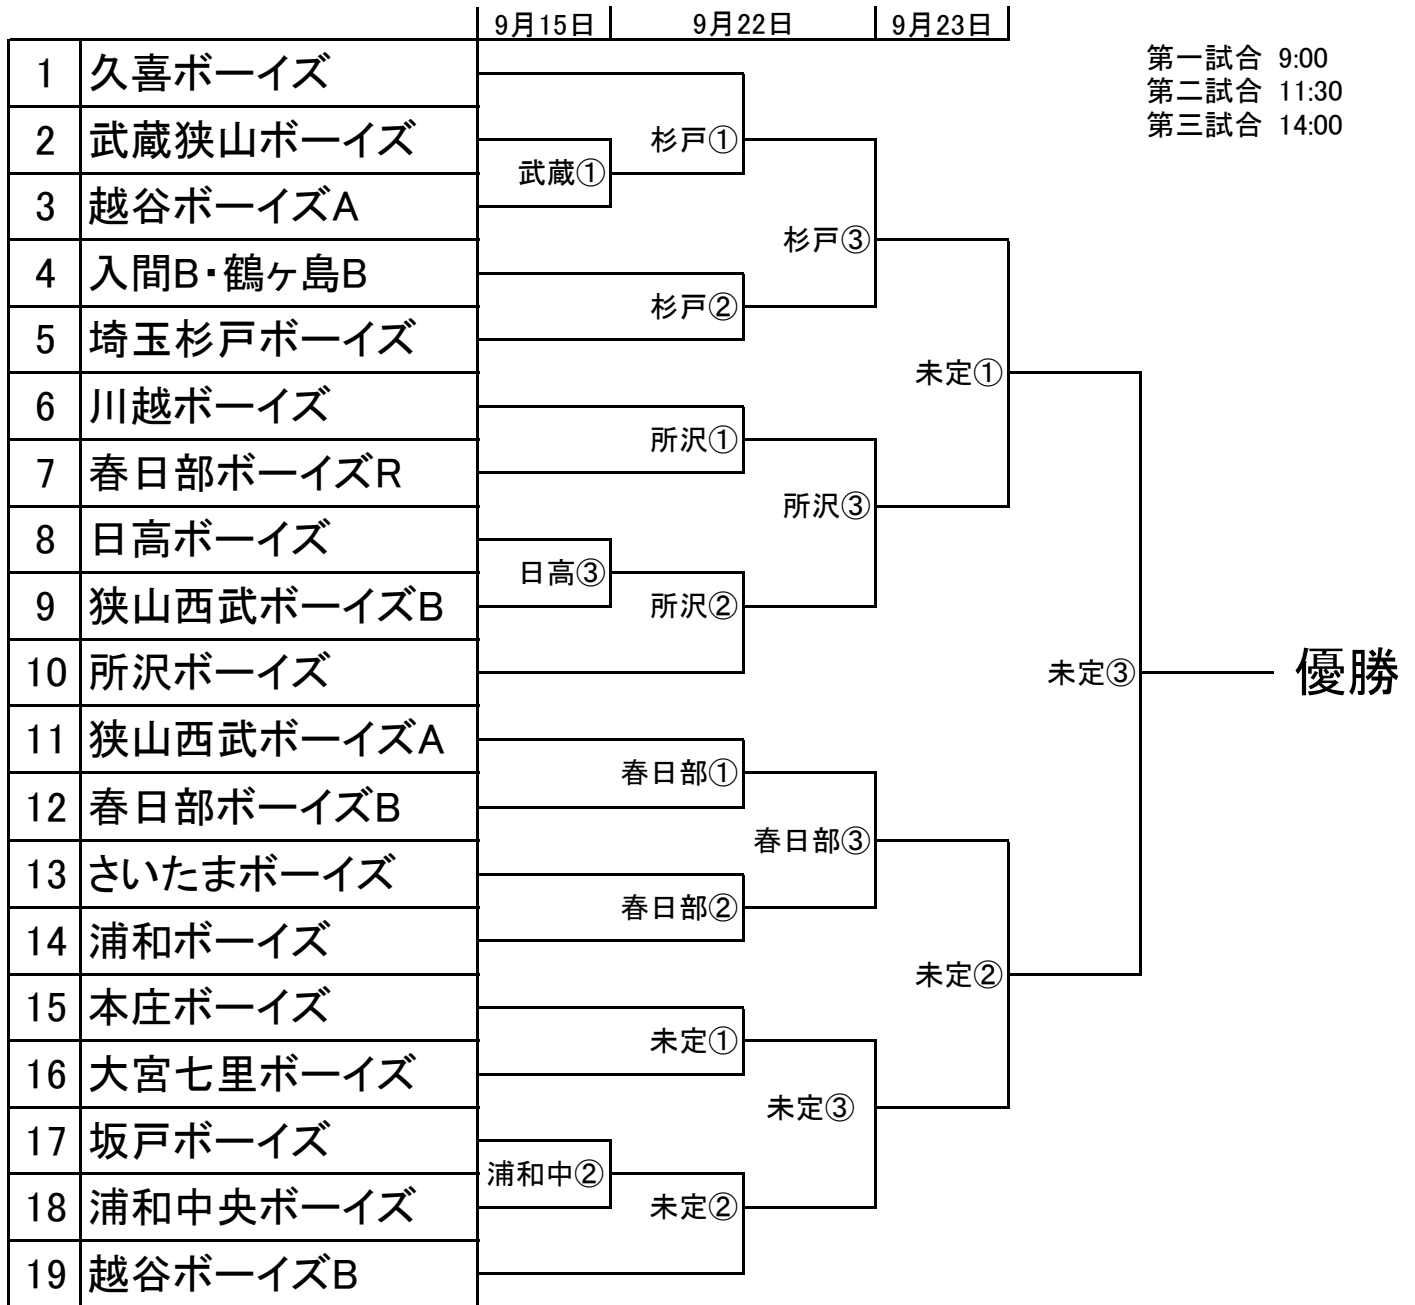 9月15日 9月22日 9月23日
第一試合 9:00
第二試合 11:30
第三試合 14:00
1 久喜ボーイズ
2 武蔵狭山ボーイズ
杉戸①
武蔵①
3 越谷ボーイズA
杉戸③
4 入間B・鶴ヶ島B
杉戸②
5 埼玉杉戸ボーイズ
未定①
6 川越ボーイズ
所沢①
7 春日部ボーイズR
所沢③
8 日高ボーイズ
日高③
9 狭山西武ボーイズB
所沢②
10 所沢ボーイズ
未定③
優勝
11 狭山西武ボーイズA
春日部①
12 春日部ボーイズB
春日部③
13 さいたまボーイズ
春日部②
14 浦和ボーイズ
未定②
15 本庄ボーイズ
未定①
16 大宮七里ボーイズ
未定③
17 坂戸ボーイズ
浦和中②
18 浦和中央ボーイズ
未定②
19 越谷ボーイズB